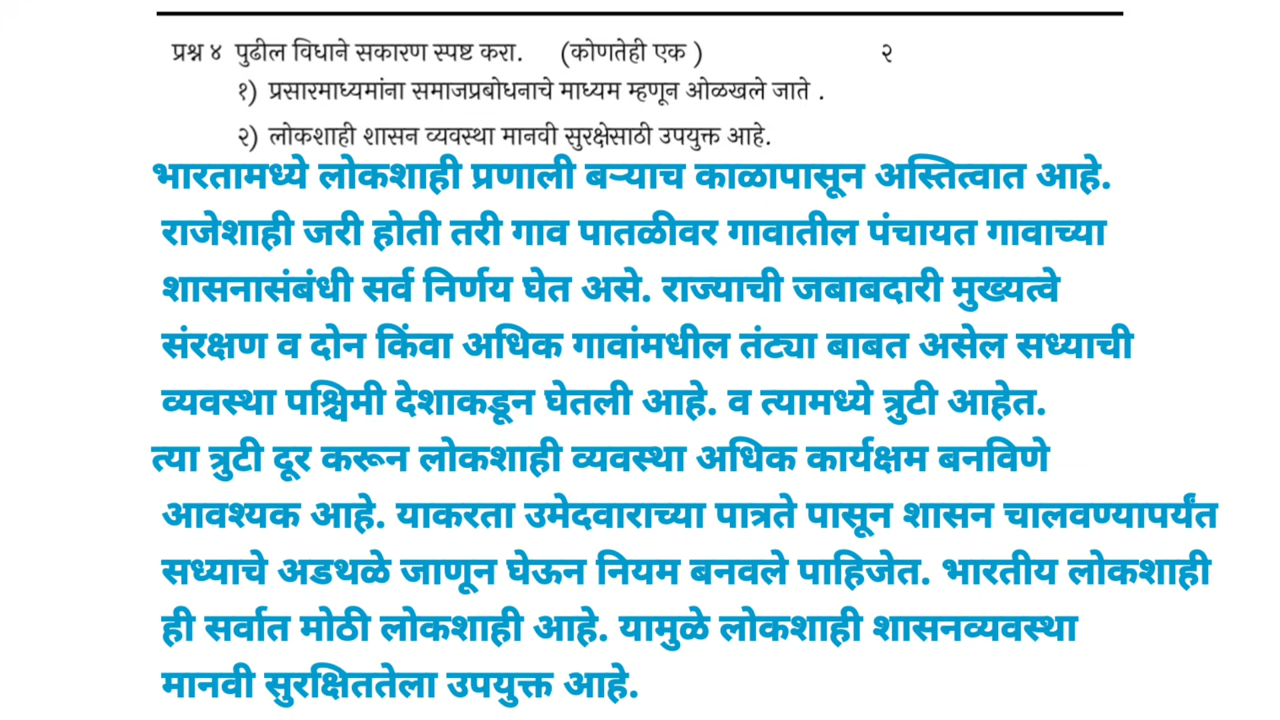 प्रश्न ४ पुढील विधाने सकारण स्पष्ट करा. (कोणतेही एक ) २
१) प्रसारमाध्यमांना समाजप्रबोधनाचे माध्यम म्हणून ओळखले जाते .
२) लोकशाही शासन व्यवस्था मानवी सुरक्षेसाठी उपयुक्त आहे.
भारतामध्ये लोकशाही प्रणाली बऱ्याच काळापासून अस्तित्वात आहे.
राजेशाही जरी होती तरी गाव पातळीवर गावातील पंचायत गावाच्या
शासनासंबंधी सर्व निर्णय घेत असे. राज्याची जबाबदारी मुख्यत्वे
संरक्षण व दोन किंवा अधिक गावांमधील तंट्या बाबत असेल सध्याची
व्यवस्था पश्चिमी देशाकडून घेतली आहे. व त्यामध्ये त्रुटी आहेत.
त्या त्रुटी दूर करून लोकशाही व्यवस्था अधिक कार्यक्षम बनविणे
आवश्यक आहे. याकरता उमेदवाराच्या पात्रते पासून शासन चालवण्यापर्यंत
सध्याचे अडथळे जाणून घेऊन नियम बनवले पाहिजेत. भारतीय लोकशाही
ही सर्वात मोठी लोकशाही आहे. यामुळे लोकशाही शासनव्यवस्था
मानवी सुरक्षिततेला उपयुक्त आहे.